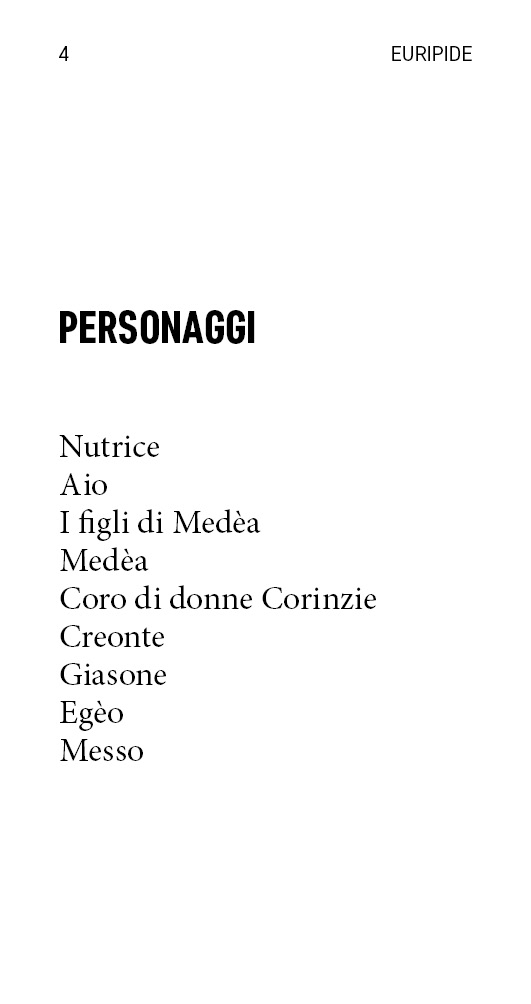 4 EURIPIDE
PERSONAGGI
Nutrice
Aio
I figli di Medèa
Medèa
Coro di donne Corinzie
Creonte
Giasone
Egèo
Messo